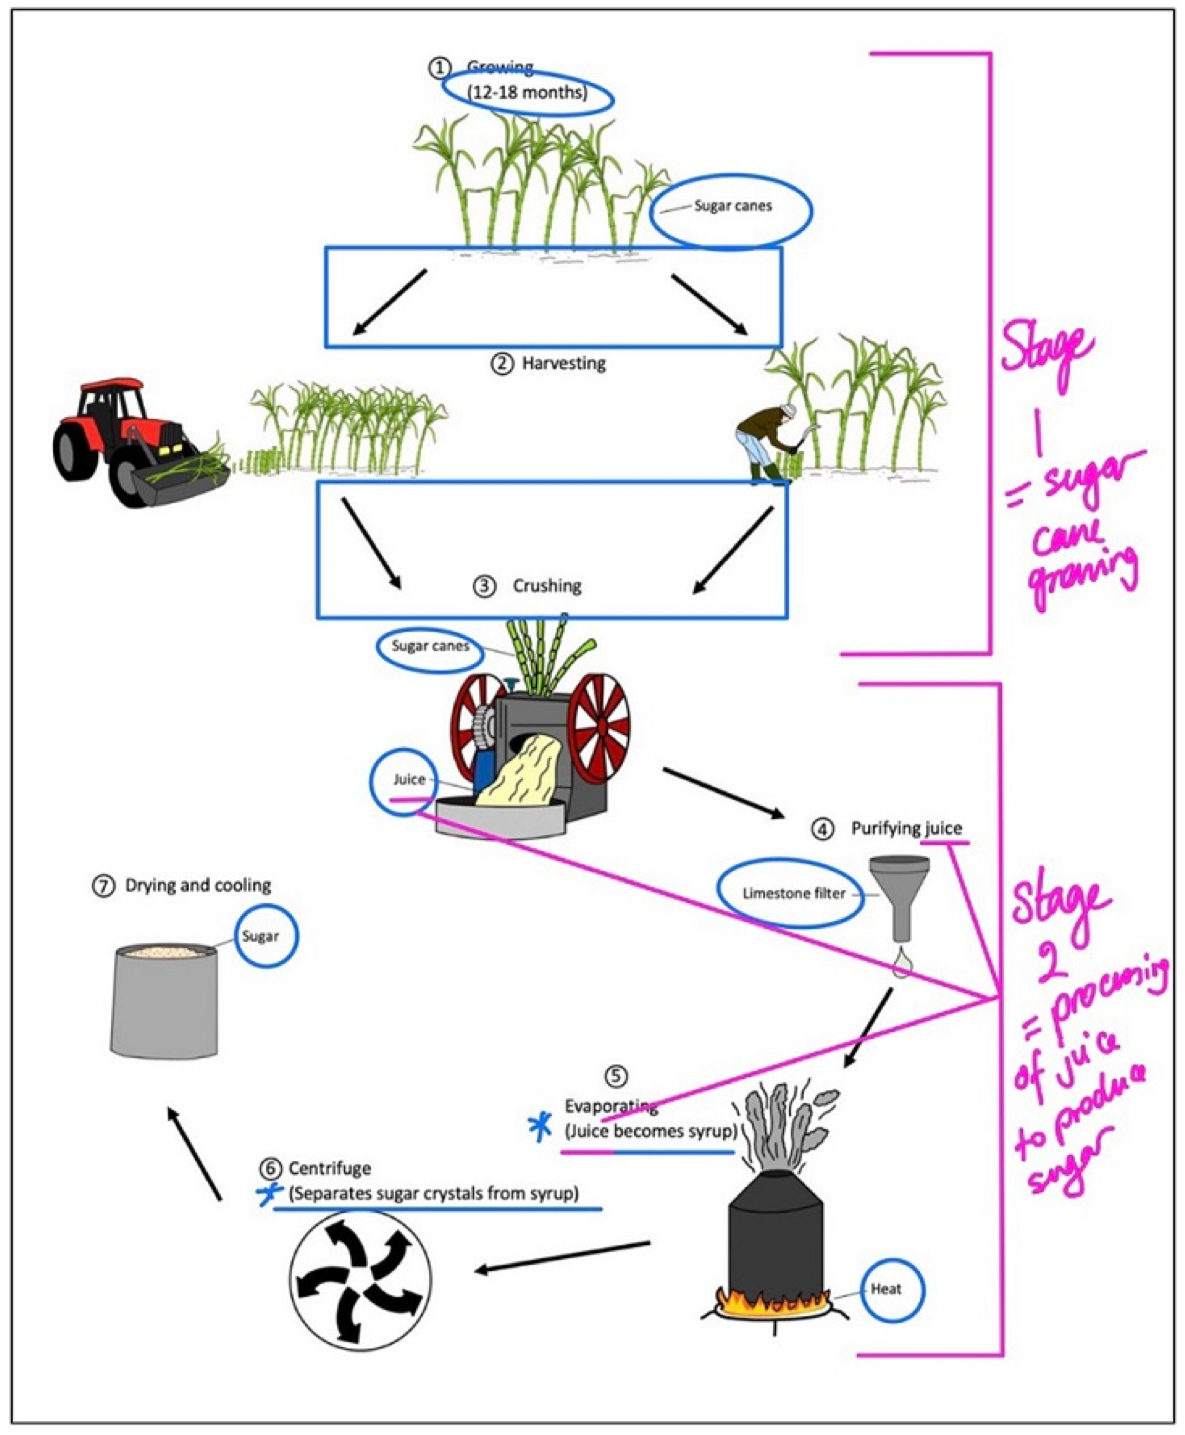 ① Growing
(12-18 months)
Sugar canes
② Harvesting
Stage
1
= sugar
cane
growing
③ Crushing
Sugar canes
Juice
④ Purifying juice
Limestone filter
Stage
2
= processing
of juice
to produce
sugar
⑤
Evaporating
(Juice becomes syrup)
Heat
⑥ Centrifuge
(Separates sugar crystals from syrup)
⑦ Drying and cooling
Sugar